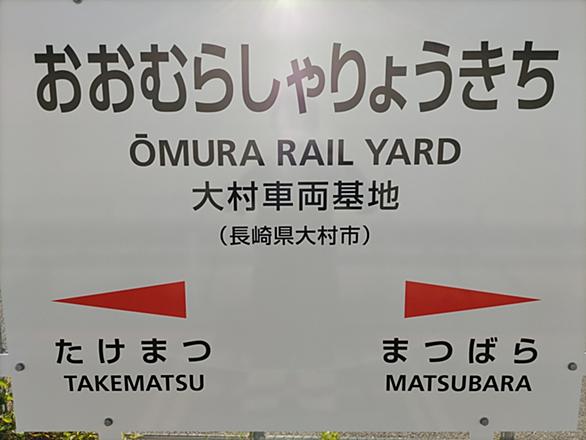 おおむらしゃりょうきち
ŌMURA RAIL YARD
大村車両基地
（長崎県大村市）
たけまつ まつばら
TAKEMATSU MATSUBARA